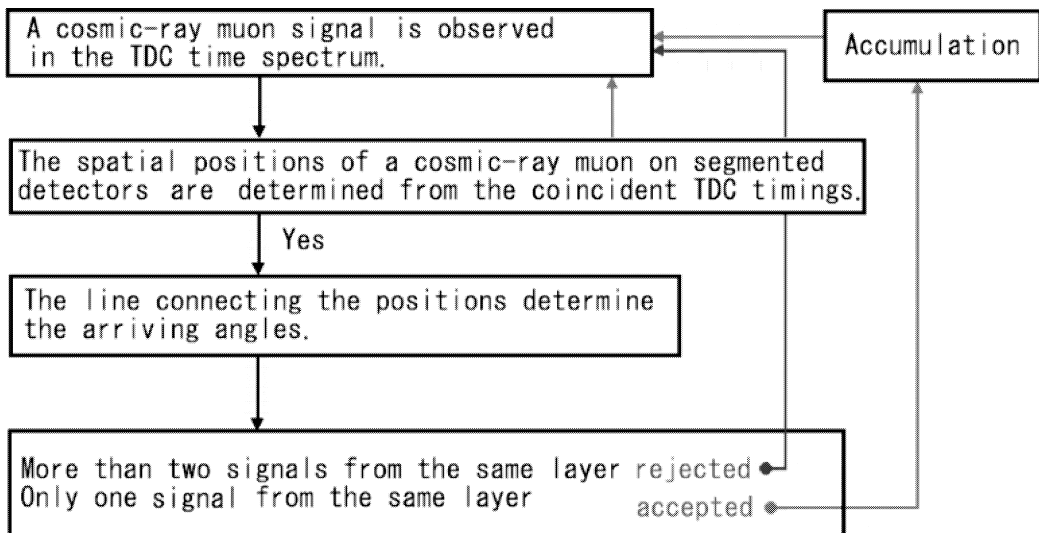 A cosmic-ray muon signal is observed
in the TDC time spectrum.
Accumulation
The spatial positions of a cosmic-ray muon on segmented
detectors are determined from the coincident TDC timings.
Yes
The line connecting the positions determine
the arriving angles.
More than two signals from the same layer rejected
Only one signal from the same layer
accepted